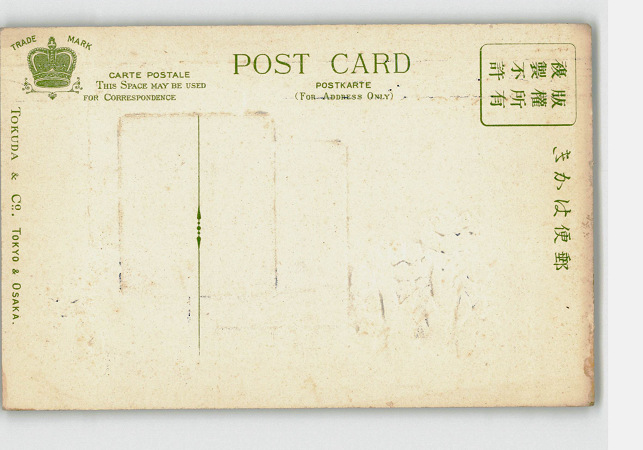 TRADE MARK
CARTE POSTALE
THIS SPACE MAY BE USED
FOR CORRESPONDENCE
POST CARD
POSTKARTE
(FOR ADDRESS ONLY)
版權所有
複製不許
きかは便郵
TOKUDA & Co. TOKYO & OSAKA.